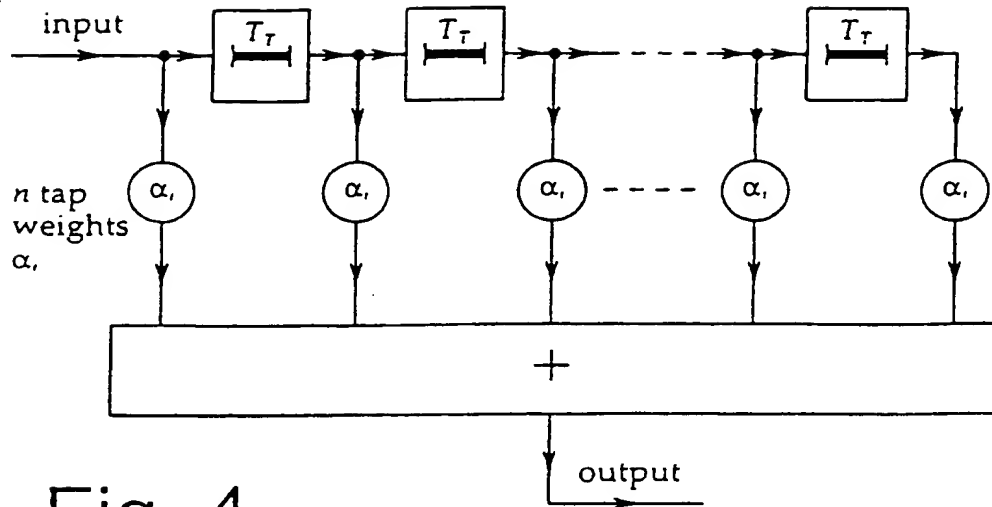 input
T_T T_T T_T
α, α, α, α, α,
n tap
weights
α,
+
output
Fig. 4